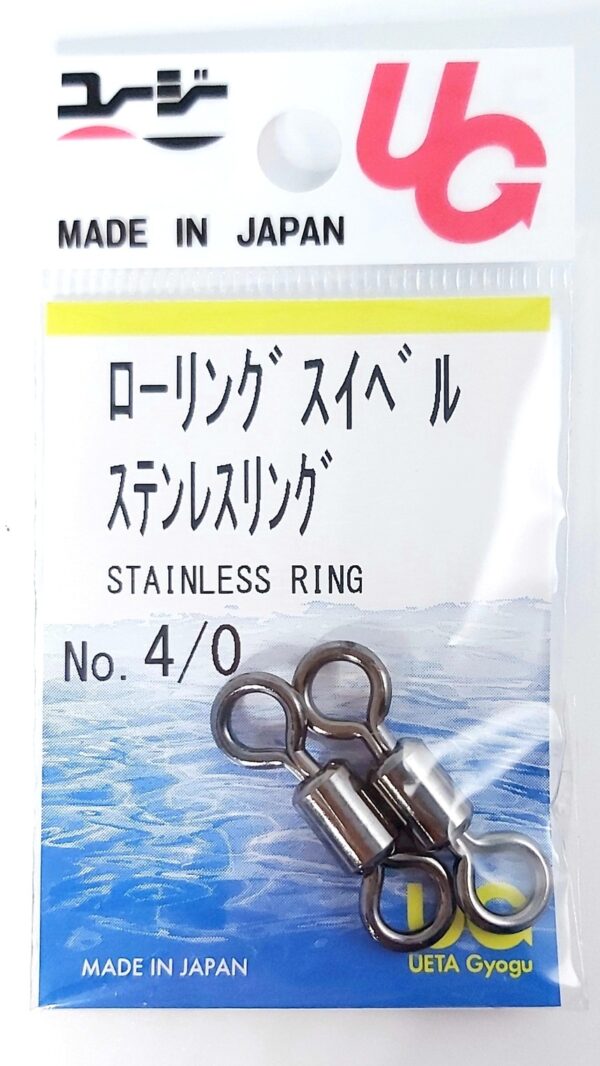 ユージー
UG
MADE IN JAPAN
ローリングスイベル
ステンレスリング
STAINLESS RING
No. 4/0
UG
MADE IN JAPAN
UETA Gyogu